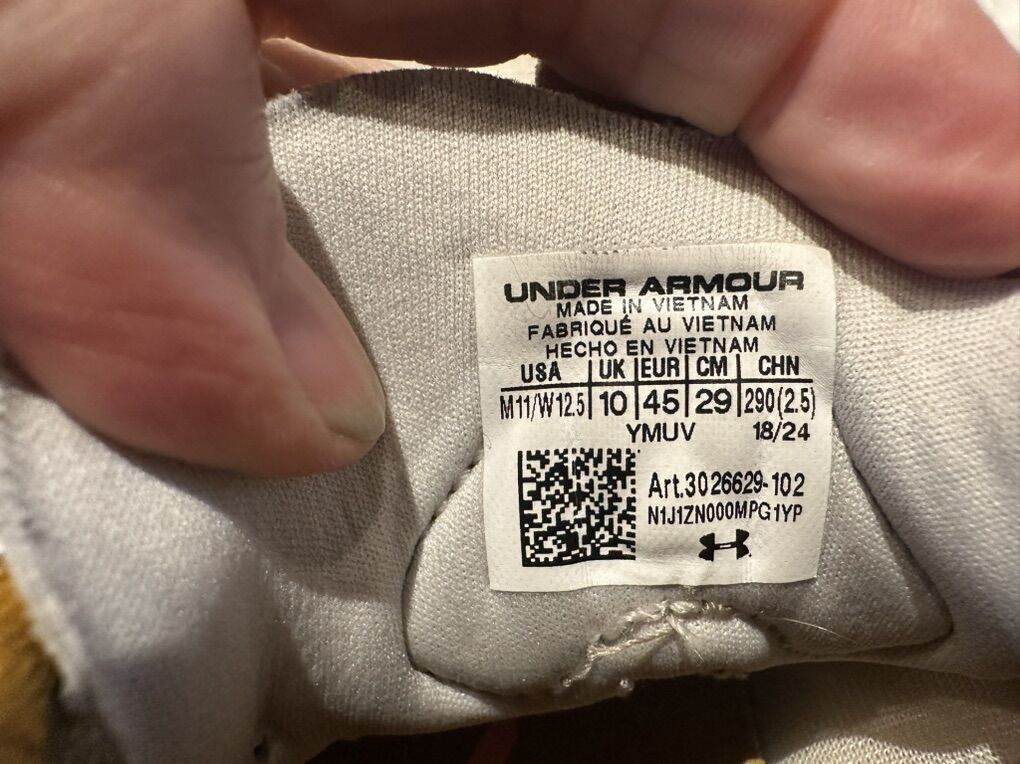 UNDER ARMOUR
MADE IN VIETNAM
FABRIQUÉ AU VIETNAM
HECHO EN VIETNAM
USA UK EUR CM CHN
M11/W12.5 10 45 29 290(2.5)
YMUV 18/24
Art.3026629-102
N1J1ZN000MPG1YP